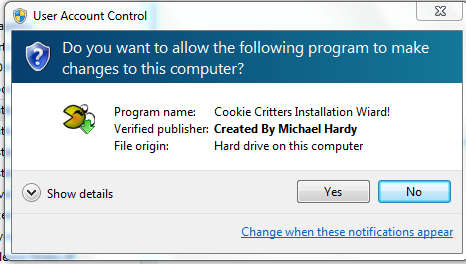 User Account Control
Do you want to allow the following program to make
changes to this computer?
Program name: Cookie Critters Installation Wiard!
Verified publisher: Created By Michael Hardy
File origin: Hard drive on this computer
Show details
Yes
No
Change when these notifications appear